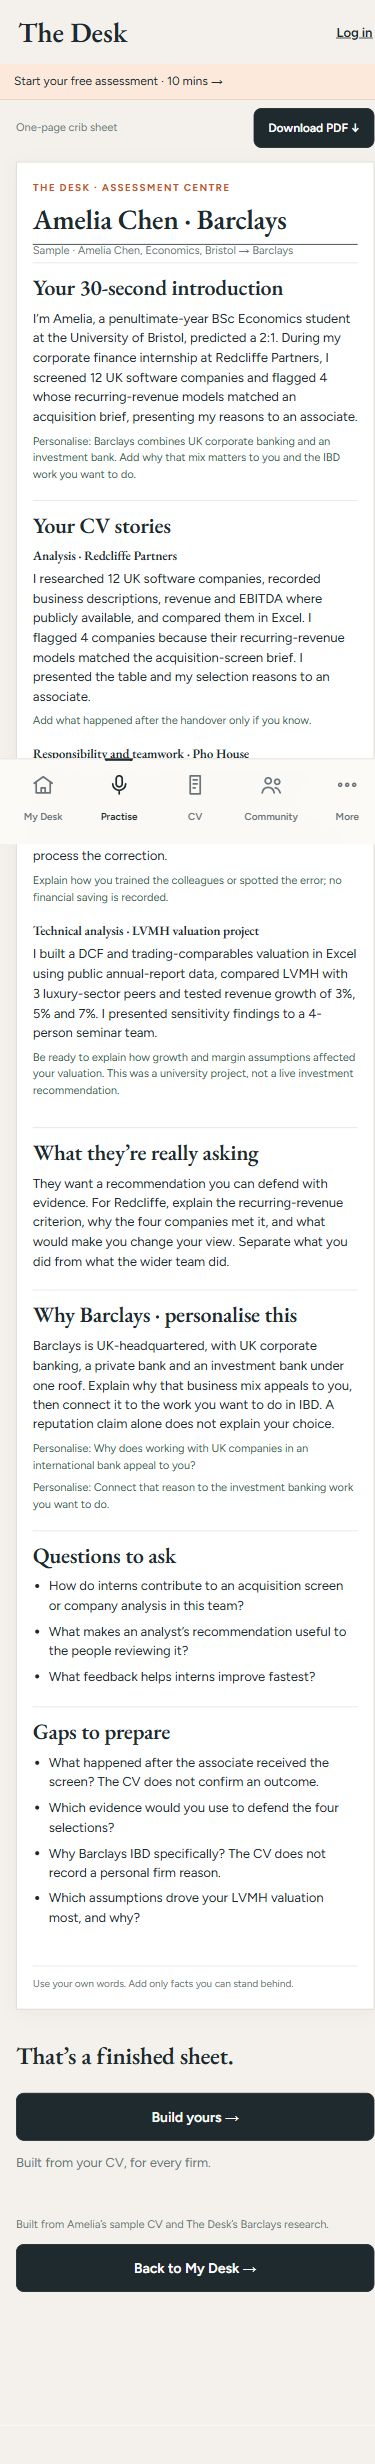 The Desk
Log in
Start your free assessment · 10 mins →
One-page crib sheet
Download PDF ↓
THE DESK · ASSESSMENT CENTRE
Amelia Chen · Barclays
Sample · Amelia Chen, Economics, Bristol → Barclays
Your 30-second introduction
I’m Amelia, a penultimate-year BSc Economics student
at the University of Bristol, predicted a 2:1. During my
corporate finance internship at Redcliffe Partners, I
screened 12 UK software companies and flagged 4
whose recurring-revenue models matched an
acquisition brief, presenting my reasons to an associate.
Personalise: Barclays combines UK corporate banking and an
investment bank. Add why that mix matters to you and the IBD
work you want to do.
Your CV stories
Analysis · Redcliffe Partners
I researched 12 UK software companies, recorded
business descriptions, revenue and EBITDA where
publicly available, and compared them in Excel. I
flagged 4 companies because their recurring-revenue
models matched the acquisition-screen brief. I
presented the table and my selection reasons to an
associate.
Add what happened after the handover only if you know.
Responsibility and teamwork · Pho House
My Desk
Practise
CV
Community
More
process the correction.
Explain how you trained the colleagues or spotted the error; no
financial saving is recorded.
Technical analysis · LVMH valuation project
I built a DCF and trading-comparables valuation in Excel
using public annual-report data, compared LVMH with
3 luxury-sector peers and tested revenue growth of 3%,
5% and 7%. I presented sensitivity findings to a 4-
person seminar team.
Be ready to explain how growth and margin assumptions affected
your valuation. This was a university project, not a live investment
recommendation.
What they’re really asking
They want a recommendation you can defend with
evidence. For Redcliffe, explain the recurring-revenue
criterion, why the four companies met it, and what
would make you change your view. Separate what you
did from what the wider team did.
Why Barclays · personalise this
Barclays is UK-headquartered, with UK corporate
banking, a private bank and an investment bank under
one roof. Explain why that business mix appeals to you,
then connect it to the work you want to do in IBD. A
reputation claim alone does not explain your choice.
Personalise: Why does working with UK companies in an
international bank appeal to you?
Personalise: Connect that reason to the investment banking work
you want to do.
Questions to ask
• How do interns contribute to an acquisition screen
or company analysis in this team?
• What makes an analyst’s recommendation useful to
the people reviewing it?
• What feedback helps interns improve fastest?
Gaps to prepare
• What happened after the associate received the
screen? The CV does not confirm an outcome.
• Which evidence would you use to defend the four
selections?
• Why Barclays IBD specifically? The CV does not
record a personal firm reason.
• Which assumptions drove your LVMH valuation
most, and why?
Use your own words. Add only facts you can stand behind.
That’s a finished sheet.
Build yours →
Built from your CV, for every firm.
Built from Amelia’s sample CV and The Desk’s Barclays research.
Back to My Desk →